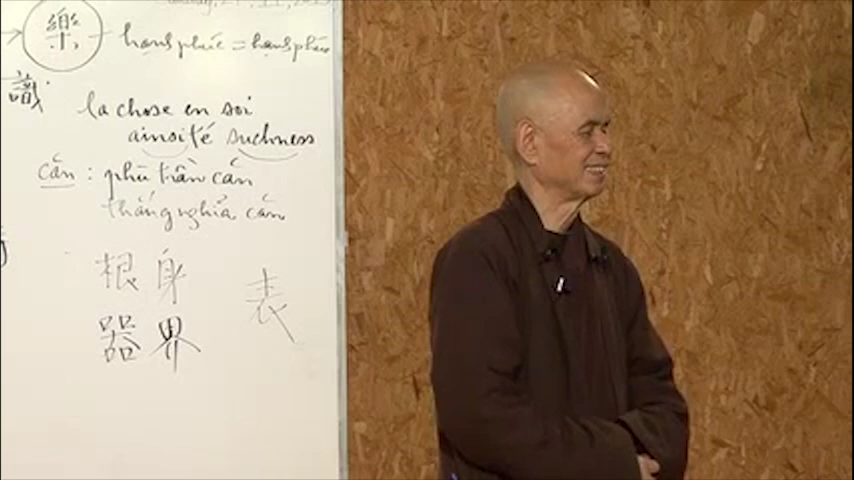 樂 hạnh phúc = hạnh phúc
識
la chose en soi
ainsité suchness
căn : phù trần căn
thắng nghĩa căn
根身 表
器界